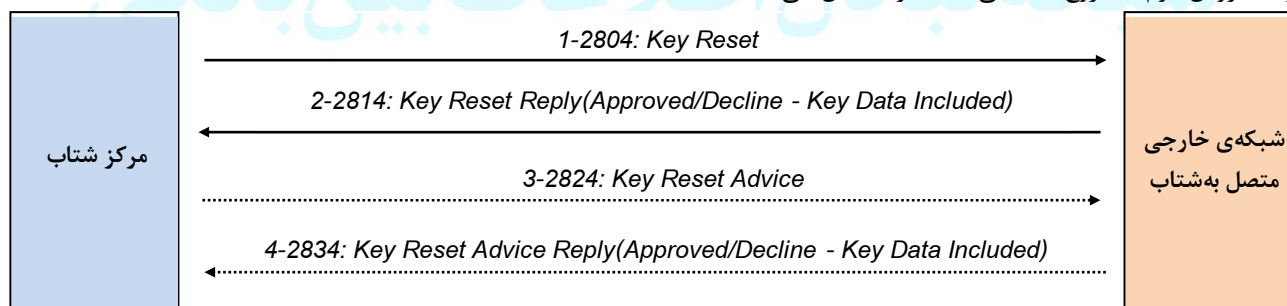 1-2804: Key Reset
2-2814: Key Reset Reply(Approved/Decline - Key Data Included)
مرکز شتاب
شبکه‌ی خارجی
متصل به‌شتاب
3-2824: Key Reset Advice
4-2834: Key Reset Advice Reply(Approved/Decline - Key Data Included)